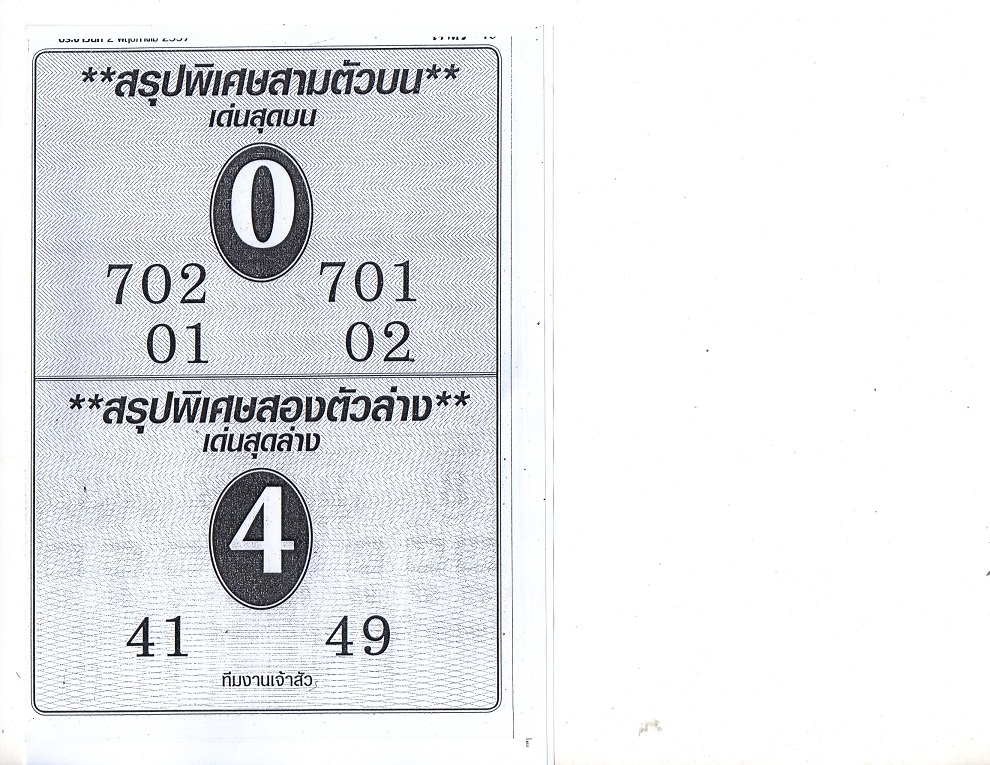 **สรุปพิเศษสามตัวบน**
เด่นสุดบน
0
702 701
01 02
**สรุปพิเศษสองตัวล่าง**
เด่นสุดล่าง
4
41 49
ทีมงานเจ้าสัว